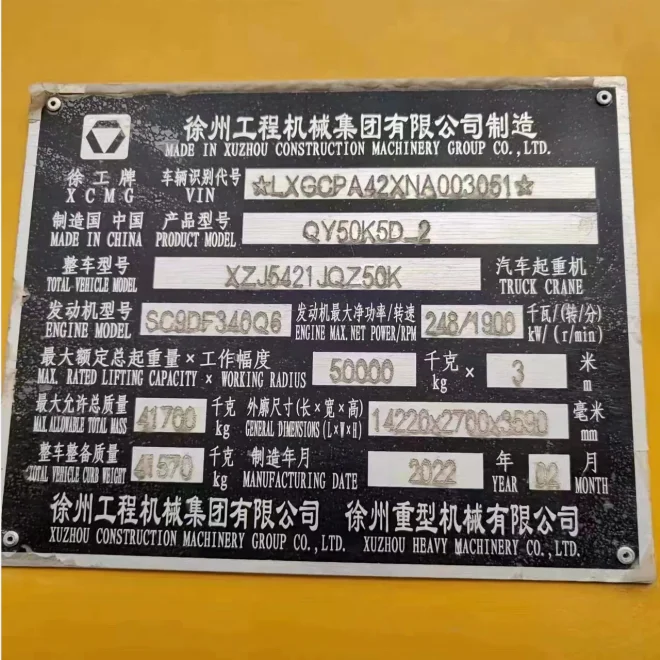 徐州工程机械集团有限公司制造
MADE IN XUZHOU CONSTRUCTION MACHINERY GROUP CO.,LTD.
徐工牌 车辆识别代号 ☆LXGCPA42XNA003051☆
XCMG VIN
制造国 中国 产品型号 QY50K5D_2
MADE IN CHINA PRODUCT MODEL
整车型号 XZJ5421JQZ50K 汽车起重机
TOTAL VEHICLE MODEL TRUCK CRANE
发动机型号 SC9DF340Q6 发动机最大净功率/转速 248/1900 千瓦/(转/分)
ENGINE MODEL ENGINE MAX.NET POWER/RPM kW/(r/min)
最大额定总起重量×工作幅度 50000 千克 × 3 米
MAX. RATED LIFTING CAPACITY × WORKING RADIUS kg m
最大允许总质量 41700 千克 外廓尺寸(长×宽×高) 14220x2700x3590 毫米
MAX ALLOWABLE TOTAL MASS kg GENERAL DIMENSIONS(L×W×H) mm
整车整备质量 41570 千克 制造年月 2022 年 02 月
TOTAL VEHICLE CURB WEIGHT kg MANUFACTURING DATE YEAR MONTH
徐州工程机械集团有限公司 徐州重型机械有限公司
XUZHOU CONSTRUCTION MACHINERY GROUP CO.,LTD. XUZHOU HEAVY MACHINERY CO.,LTD.